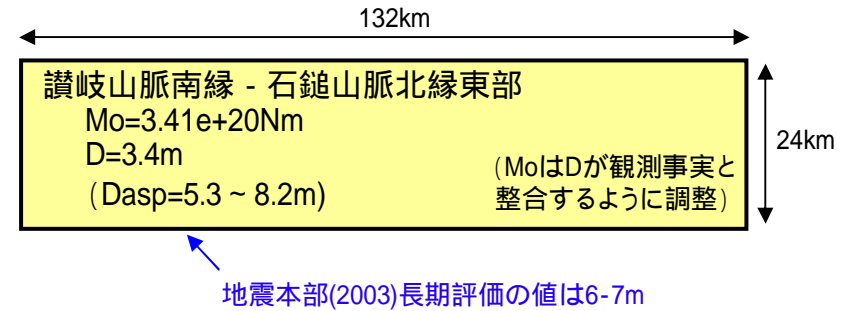 132km
讃岐山脈南縁 - 石鎚山脈北縁東部
Mo=3.41e+20Nm
D=3.4m
(Dasp=5.3 ~ 8.2m)
(MoはDが観測事実と
整合するように調整)
24km
地震本部(2003)長期評価の値は6-7m